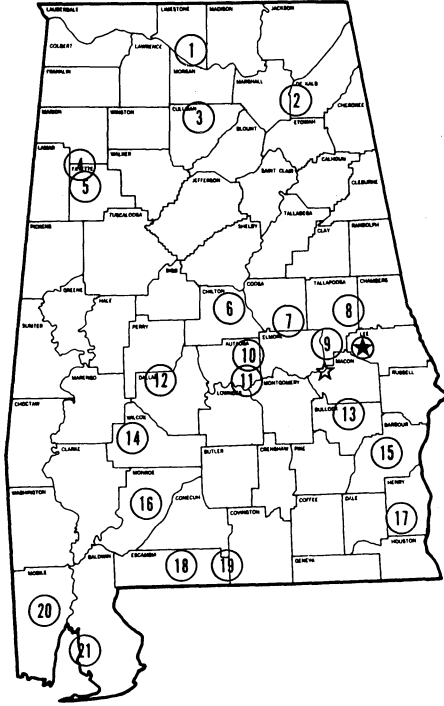 LAUDERDALE
LIMESTONE
MADISON
JACKSON
COLBERT
LAWRENCE
1
MORGAN
FRANKLIN
MARSHALL
DE KALB
2
CHEROKEE
MARION
WINSTON
CULLMAN
3
ETOWAH
BLOUNT
LAMAR
4
FAYETTE
5
WALKER
CALHOUN
SAINT CLAIR
CLEBURNE
JEFFERSON
TALLADEGA
TUSCALOOSA
PICKENS
SHELBY
CLAY
RANDOLPH
BIBB
GREENE
HALE
CHILTON
6
COOSA
TALLAPOOSA
CHAMBERS
8
SUMTER
PERRY
7
ELMORE
AUTAUGA
10
9
LEE
MACON
MARENGO
DALLAS
12
11
LOWNDES
MONTGOMERY
RUSSELL
CHOCTAW
WILCOX
14
BULLOCK
13
BARBOUR
CLARKE
BUTLER
CRENSHAW
PIKE
15
MONROE
16
CONECUH
WASHINGTON
COVINGTON
COFFEE
DALE
HENRY
17
HOUSTON
BALDWIN
ESCAMBIA
18
19
GENEVA
MOBILE
20
21